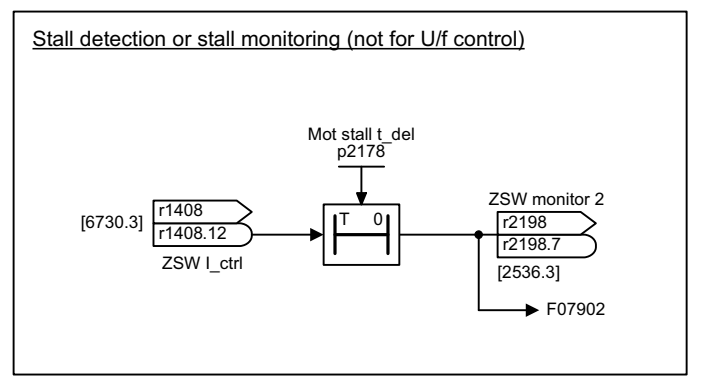 Stall detection or stall monitoring (not for U/f control)
Mot stall t_del
p2178
ZSW monitor 2
[6730.3]
r1408
r1408.12
ZSW I_ctrl
T 0
r2198
r2198.7
[2536.3]
F07902